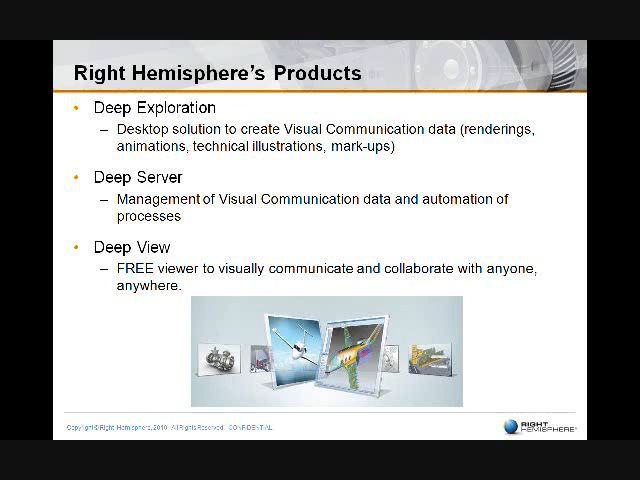 Right Hemisphere's Products
• Deep Exploration
– Desktop solution to create Visual Communication data (renderings,
animations, technical illustrations, mark-ups)
• Deep Server
– Management of Visual Communication data and automation of
processes
• Deep View
– FREE viewer to visually communicate and collaborate with anyone,
anywhere.
Copyright © Right Hemisphere, 2010. All Rights Reserved. CONFIDENTIAL.
RIGHT
HEMISPHERE